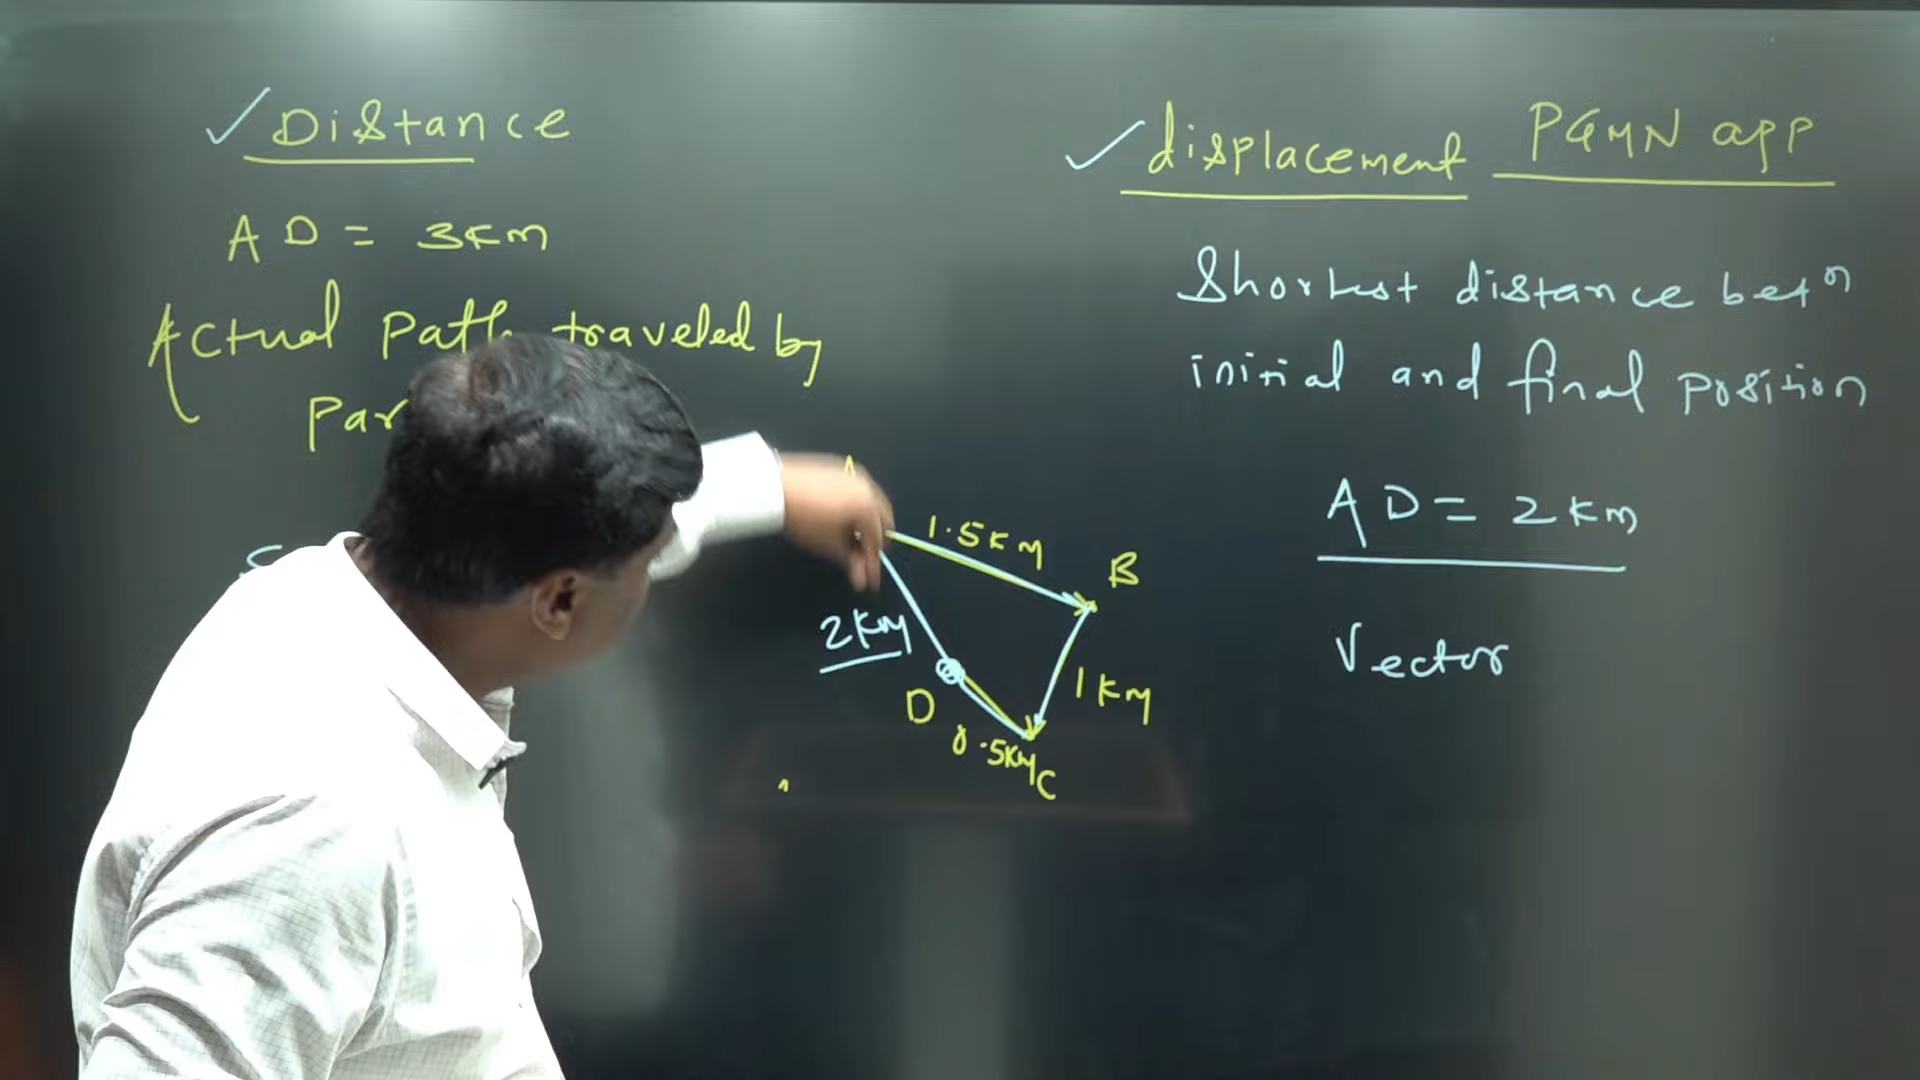 Distance
AD = 3km
Actual Path traveled by
displacement PGMN app
Shortest distance betn
initial and final position
AD = 2km
Vector
1.5km
B
2km
1km
D
0.5km
C